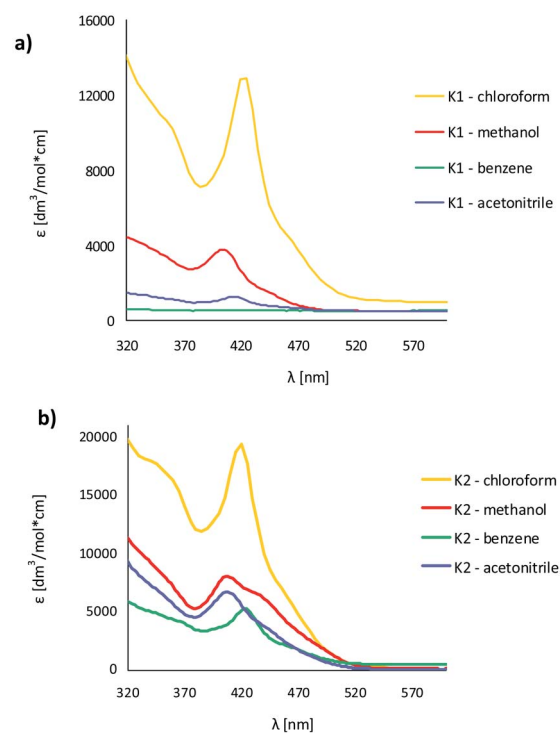 a)
16000
12000
8000
4000
0
ε [dm³/mol*cm]
320 370 420 470 520 570
λ [nm]
K1 - chloroform
K1 - methanol
K1 - benzene
K1 - acetonitrile
b)
20000
15000
10000
5000
0
ε [dm³/mol*cm]
320 370 420 470 520 570
λ [nm]
K2 - chloroform
K2 - methanol
K2 - benzene
K2 - acetonitrile